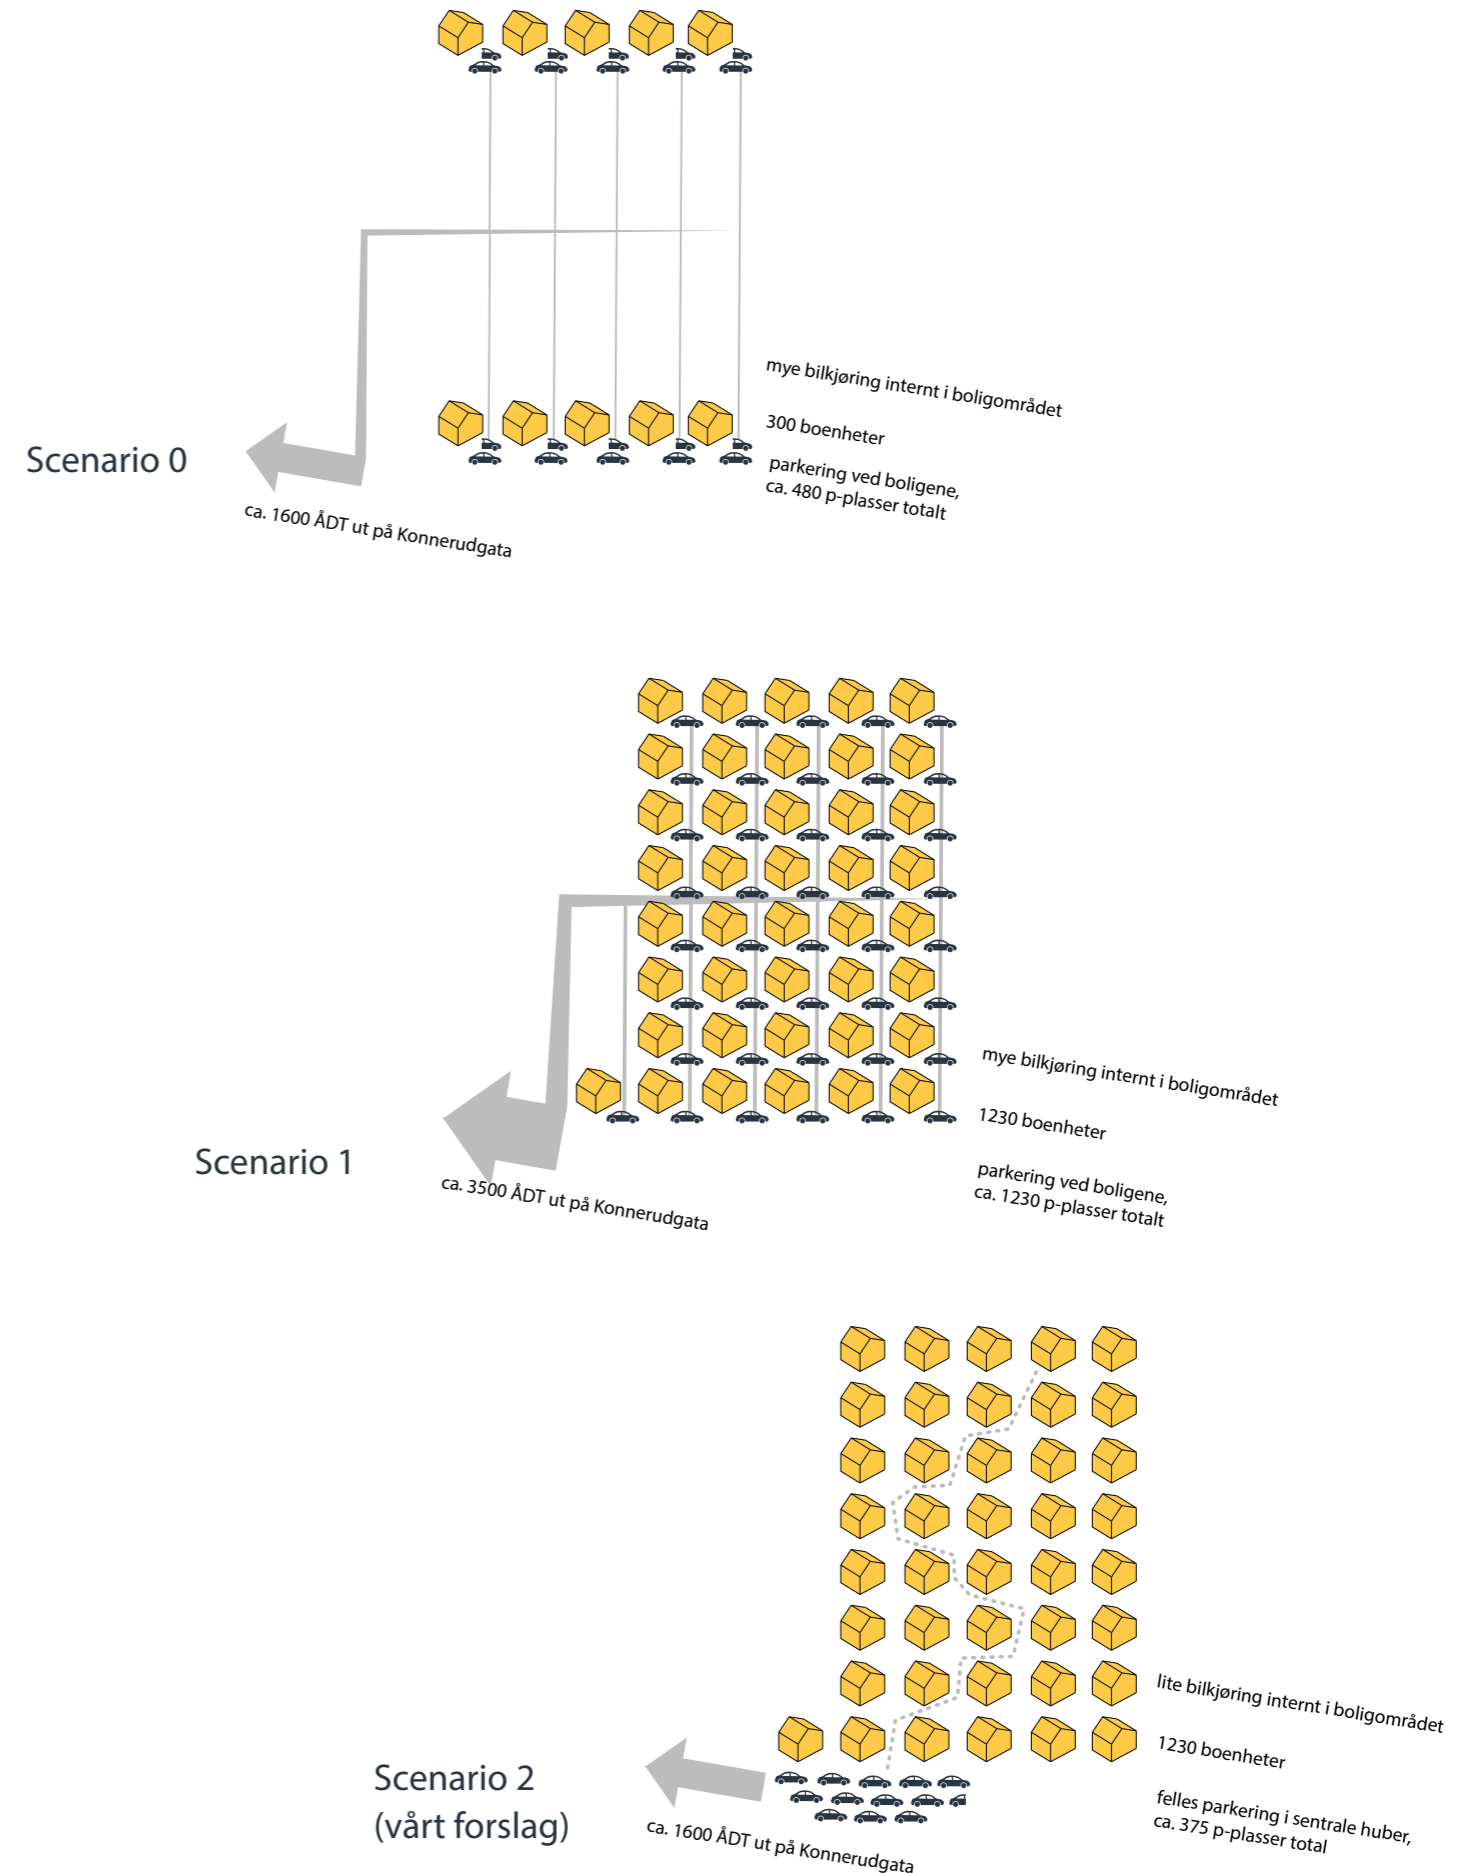 mye bilkjøring internt i boligområdet
300 boenheter
parkering ved boligene,
ca. 480 p-plasser totalt
Scenario 0
ca. 1600 ÅDT ut på Konnerudgata
mye bilkjøring internt i boligområdet
1230 boenheter
parkering ved boligene,
ca. 1230 p-plasser totalt
Scenario 1
ca. 3500 ÅDT ut på Konnerudgata
lite bilkjøring internt i boligområdet
1230 boenheter
felles parkering i sentrale huber,
ca. 375 p-plasser total
Scenario 2
(vårt forslag)
ca. 1600 ÅDT ut på Konnerudgata